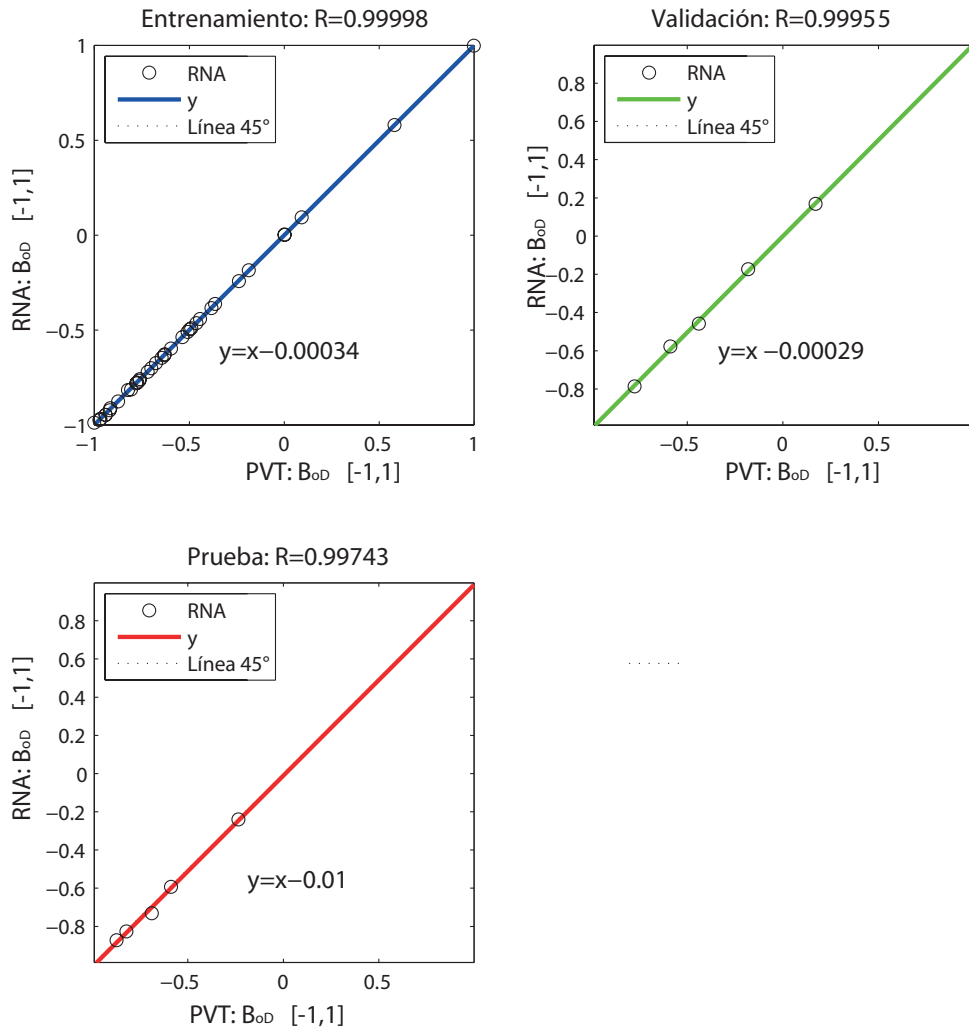 Entrenamiento: R=0.99998
RNA
y
Línea 45°
1
0.5
0
−0.5
−1
RNA: BoD [-1,1]
y=x−0.00034
−1
−0.5
0
0.5
1
PVT: BoD [-1,1]
Validación: R=0.99955
RNA
y
Línea 45°
0.8
0.6
0.4
0.2
0
−0.2
−0.4
−0.6
−0.8
RNA: BoD [-1,1]
y=x −0.00029
−0.5
0
0.5
PVT: BoD [-1,1]
Prueba: R=0.99743
RNA
y
Línea 45°
0.8
0.6
0.4
0.2
0
−0.2
−0.4
−0.6
−0.8
RNA: BoD [-1,1]
y=x−0.01
−0.5
0
0.5
PVT: BoD [-1,1]